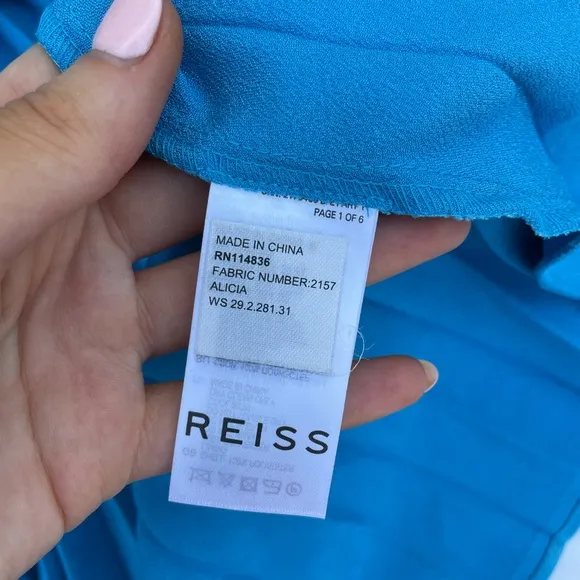 PAGE 1 OF 6
MADE IN CHINA
RN114836
FABRIC NUMBER:2157
ALICIA
WS 29.2.281.31
REISS